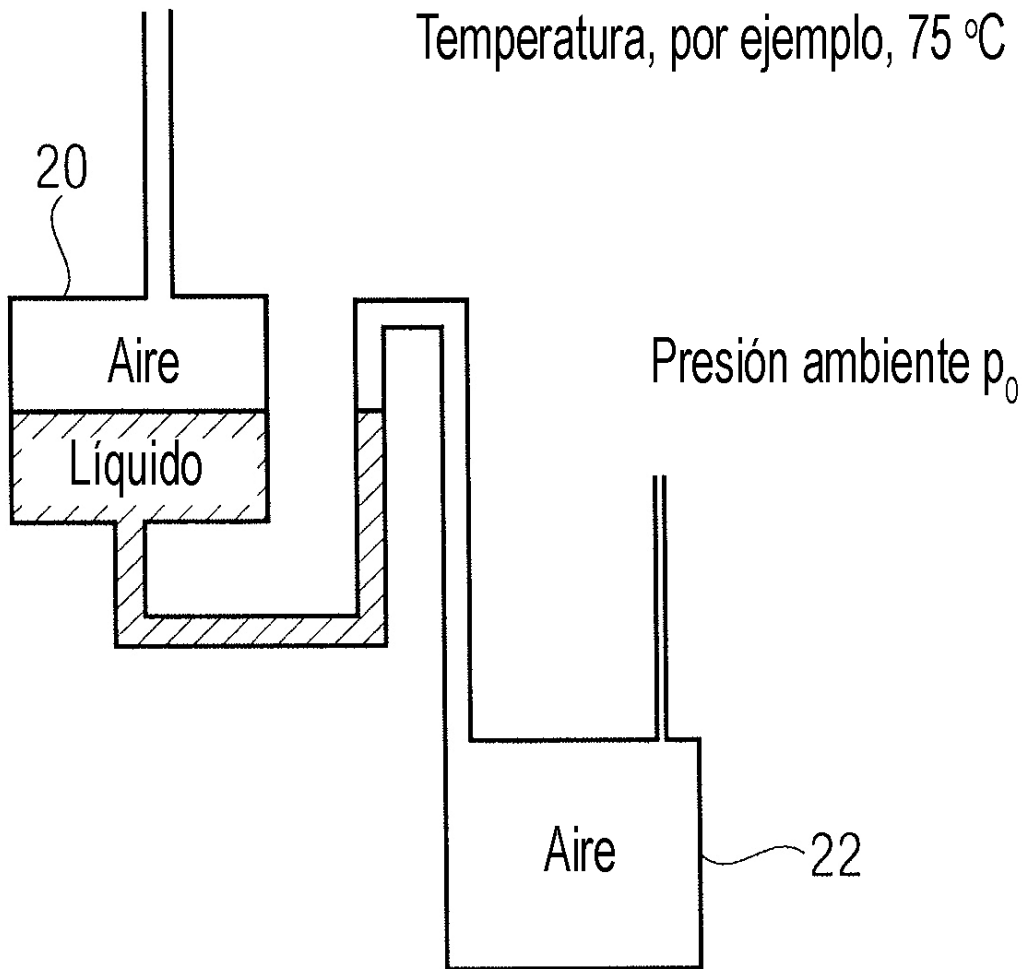 Temperatura, por ejemplo, 75 °C
20
Aire
Presión ambiente p₀
Líquido
Aire
22